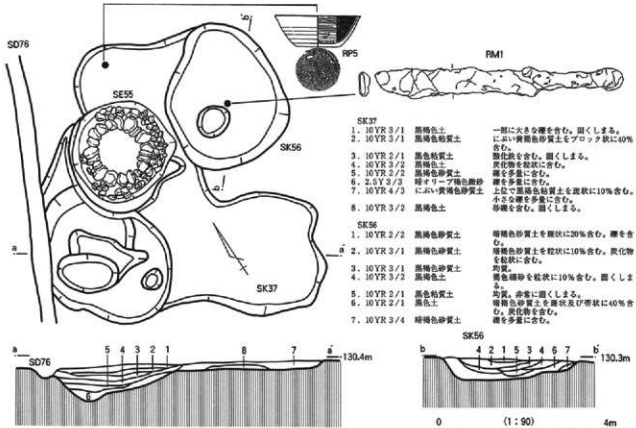 SD76
SE55
b'
RP5
RM1
SK56
b
a
a'
SK37
SK37
1. 10YR 3/1 黒褐色土 一部に大きな礫を含む。固くしまる。
2. 10YR 3/1 黒褐色粘質土 にぶい黄褐色砂質土をブロック状に40%
含む。
3. 10YR 2/1 黒色粘質土 酸化鉄を含む。固くしまる。
4. 10YR 3/2 黒褐色土 炭化物を粒状に含む。
5. 10YR 2/2 黒褐色砂質土 礫を多量に含む。
6. 2.5Y 3/3 暗オリーブ褐色微砂 礫を多量に含む。
7. 10YR 4/3 にぶい黄褐色砂質土 上位で黒褐色粘質土を斑状に10%含む。
小さな礫を多量に含む。
8. 10YR 3/2 黒褐色土 砂礫を含む。固くしまる。
SK56
1. 10YR 2/2 黒褐色砂質土 暗褐色砂質土を斑状に20%含む。礫を含
む。
2. 10YR 3/1 黒褐色砂質土 暗褐色砂質土を粒状に10%含む。炭化物
を粒状に含む。
3. 10YR 3/1 黒褐色砂質土 均質。
4. 10YR 3/2 黒褐色砂質土 褐色細砂を粒状に10%含む。固くしま
る。
5. 10YR 2/1 黒色粘質土 均質。非常に固くしまる。
6. 10YR 2/1 黒色土 暗褐色砂質土を斑状及び帯状に40%含
む。炭化物を含む。
7. 10YR 3/4 暗褐色砂質土 礫を多量に含む。
a SD76 5 4 3 2 1 8 7 a' 130.4m
6
SK56
b 4 2 1 5 3 4 6 7 b' 130.3m
0 (1:90) 4m